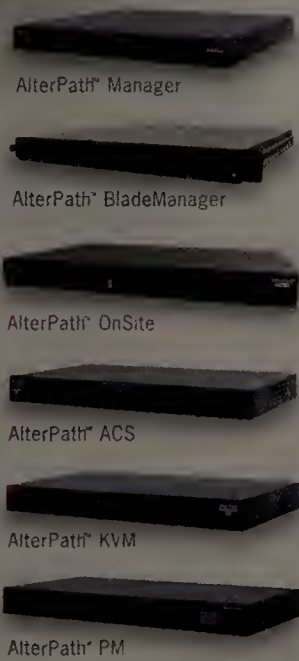 AlterPath™ Manager
AlterPath™ BladeManager
AlterPath™ OnSite
AlterPath™ ACS
AlterPath™ KVM
AlterPath™ PM